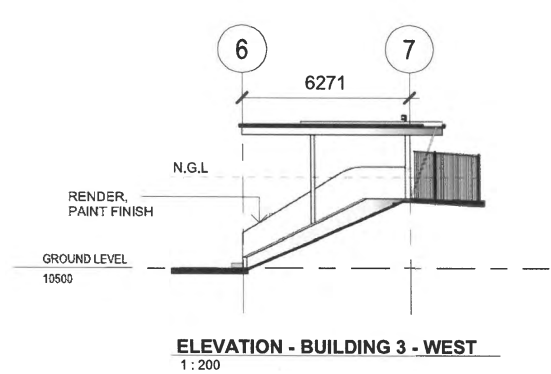 6 7
6271
N.G.L
RENDER,
PAINT FINISH
GROUND LEVEL
10500
ELEVATION - BUILDING 3 - WEST
1 : 200